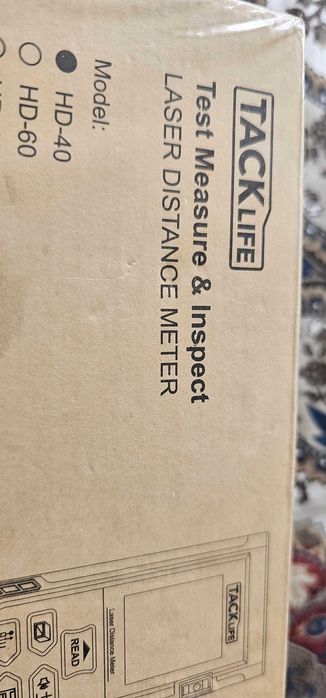 TACKLIFE
Test Measure & Inspect
LASER DISTANCE METER
Model:
HD-40
HD-60
TACKLIFE
Laser Distance Meter
READ